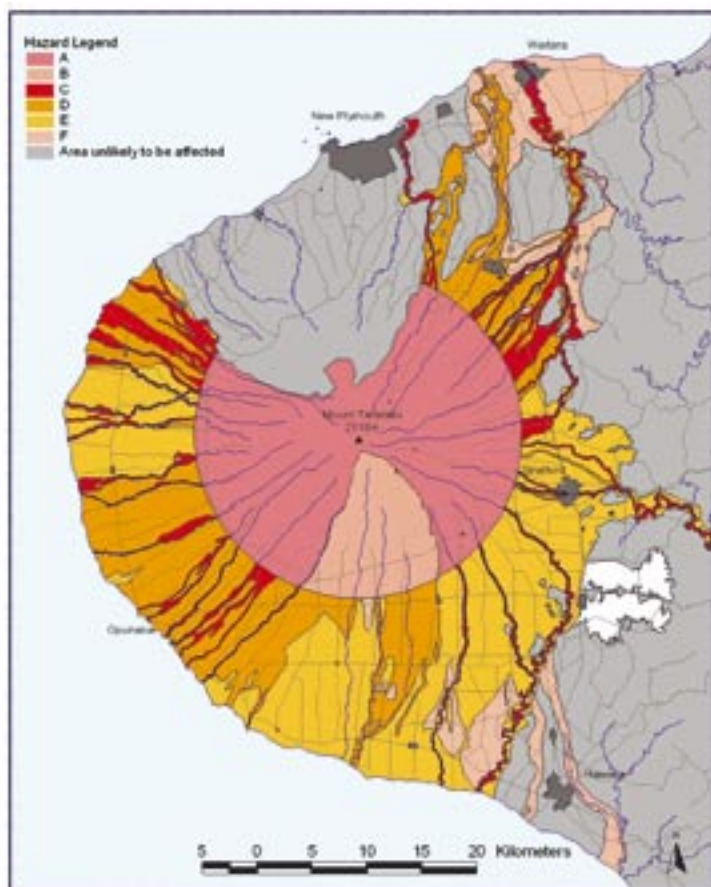 Hazard Legend
A
B
C
D
E
F
Area unlikely to be affected
Waitara
New Plymouth
Mount Taranaki
Stratford
Opunake
Hawera
5 0 5 10 15 20 Kilometers